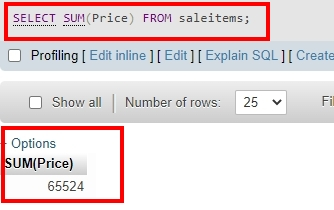 SELECT SUM(Price) FROM saleitems;
Profiling [ Edit inline ] [ Edit ] [ Explain SQL ] [ Create
Show all | Number of rows: 25
+ Options
SUM(Price)
65524